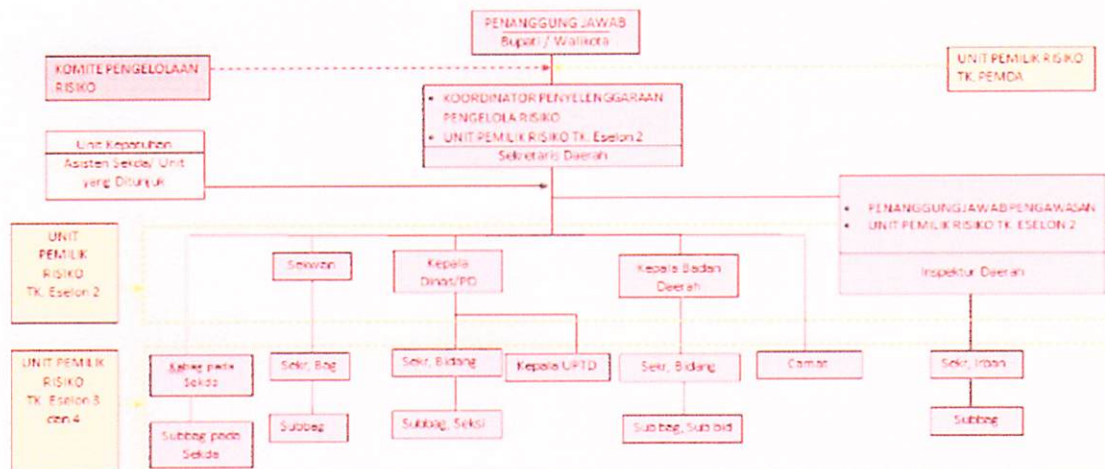 PENANGGUNG JAWAB
Bupati / Walikota
KOMITE PENGELOLAAN
RISIKO
UNIT PEMILIK RISIKO
TK. PEMDA
• KOORDINATOR PENYELENGGARAAN
PENGELOLA RISIKO
• UNIT PEMILIK RISIKO TK. Eselon 2
Sekretaris Daerah
Unit Kepatuhan
Asisten Sekda/ Unit
yang Ditunjuk
• PENANGGUNGJAWAB PENGAWASAN
• UNIT PEMILIK RISIKO TK. ESELON 2
Inspektur Daerah
UNIT
PEMILIK
RISIKO
TK. Eselon 2
Sekwan
Kepala
Dinas/PD
Kepala Badan
Daerah
UNIT PEMILIK
RISIKO
TK. Eselon 3
dan 4
Kabag pada
Sekda
Sekr, Bag
Sekr, Bidang
Kepala UPTD
Sekr, Bidang
Camat
Sekr, Irban
Subbag pada
Sekda
Subbag
Subbag, Seksi
Subbag, Subbid
Subbag